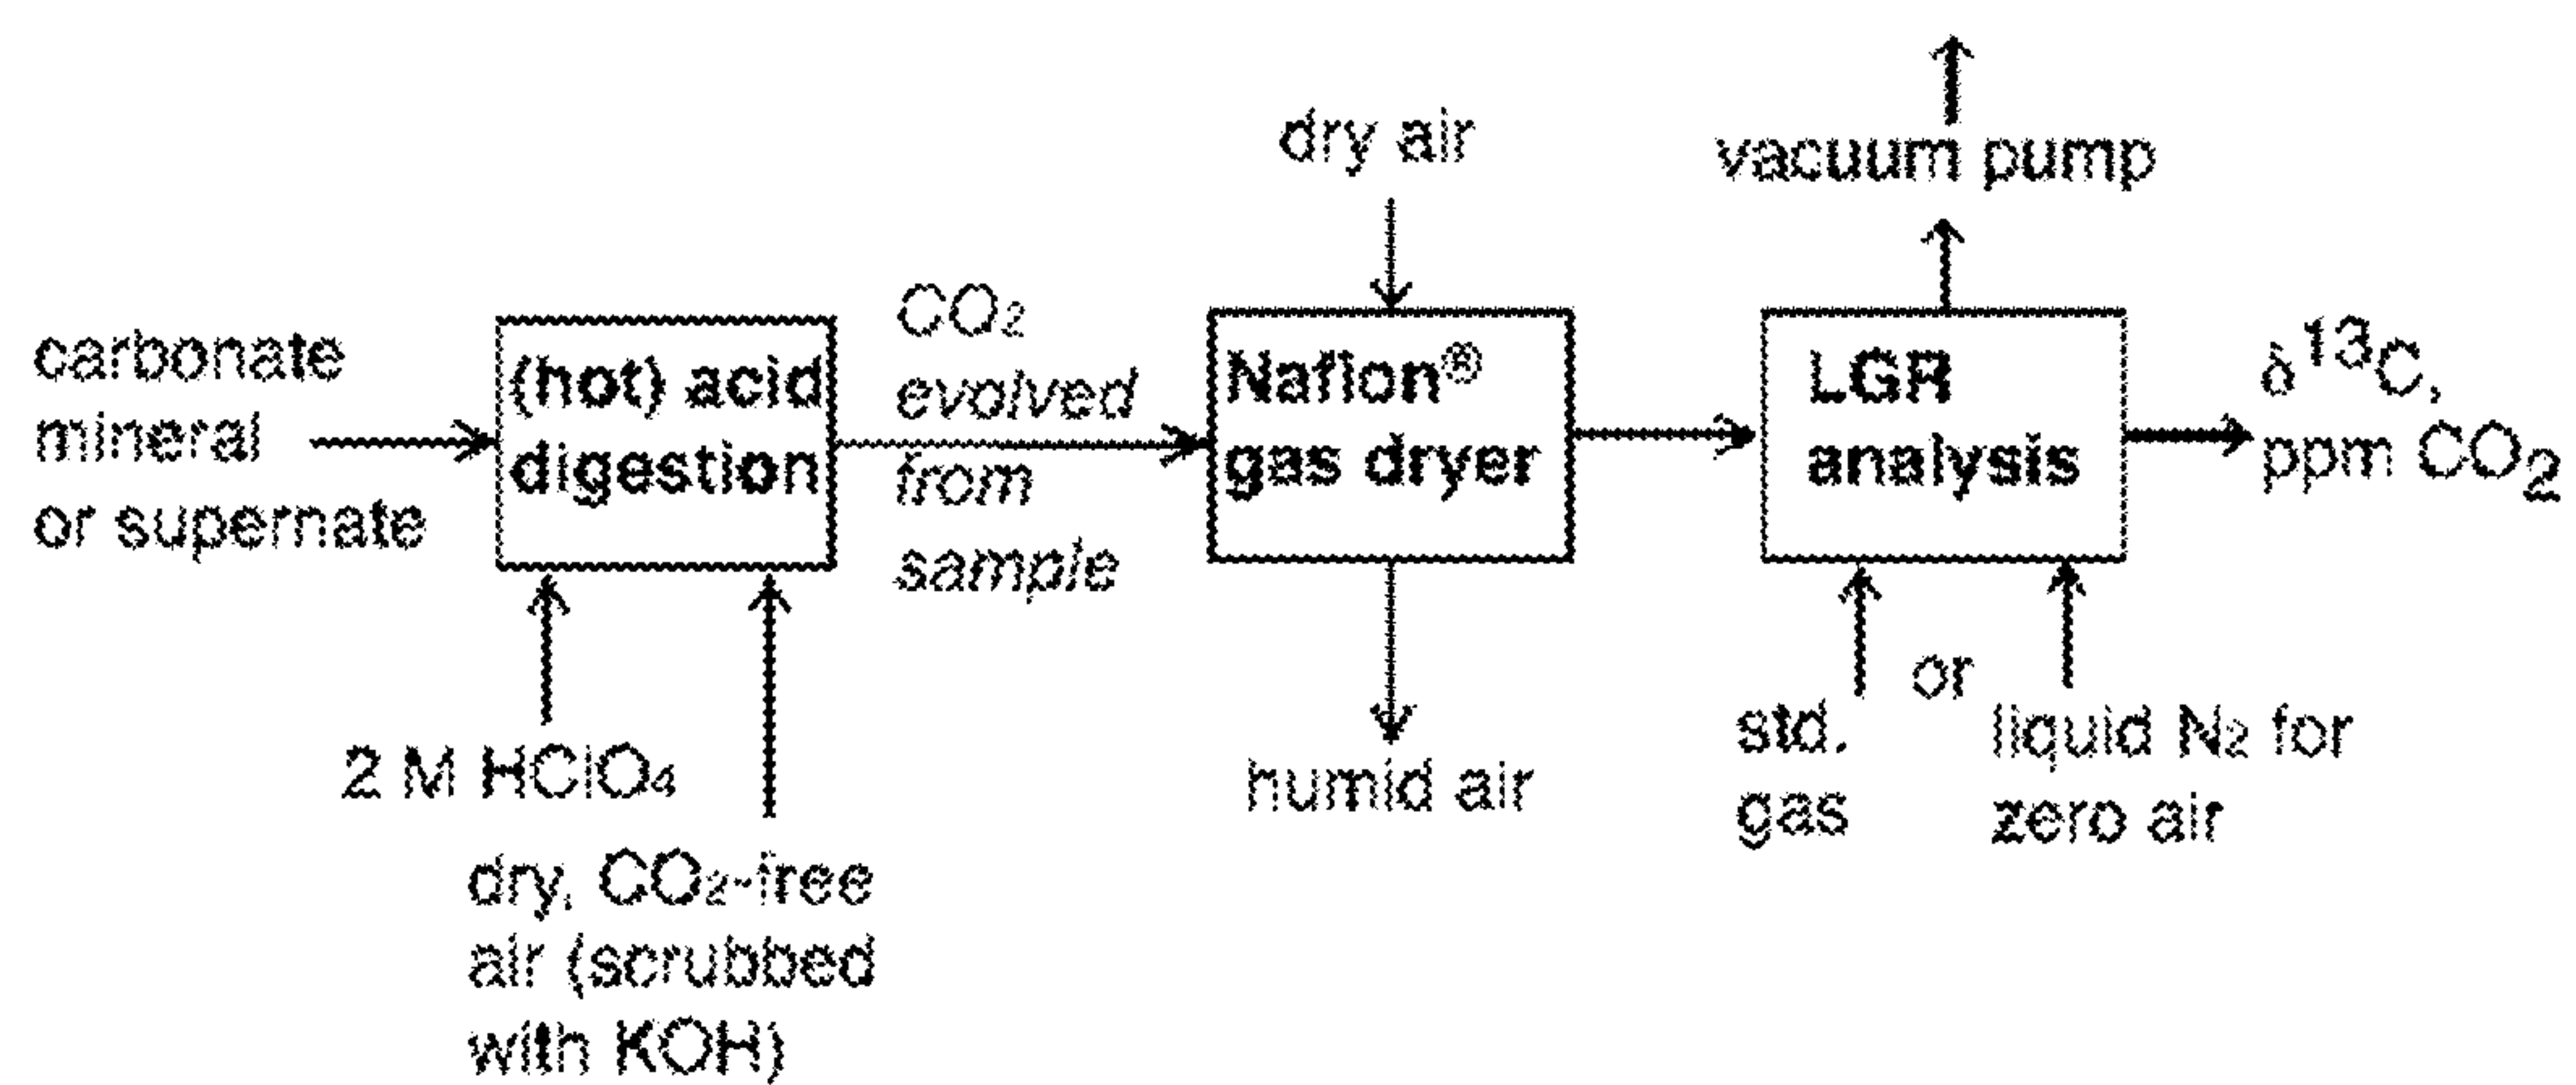 carbonate
mineral
or supernate
(hot) acid
digestion
2 M HClO₄
dry, CO₂-free
air (scrubbed
with KOH)
CO₂
evolved
from
sample
dry air
Nafion®
gas dryer
humid air
vacuum pump
LGR
analysis
std.
gas
or
liquid N₂ for
zero air
δ¹³C,
ppm CO₂